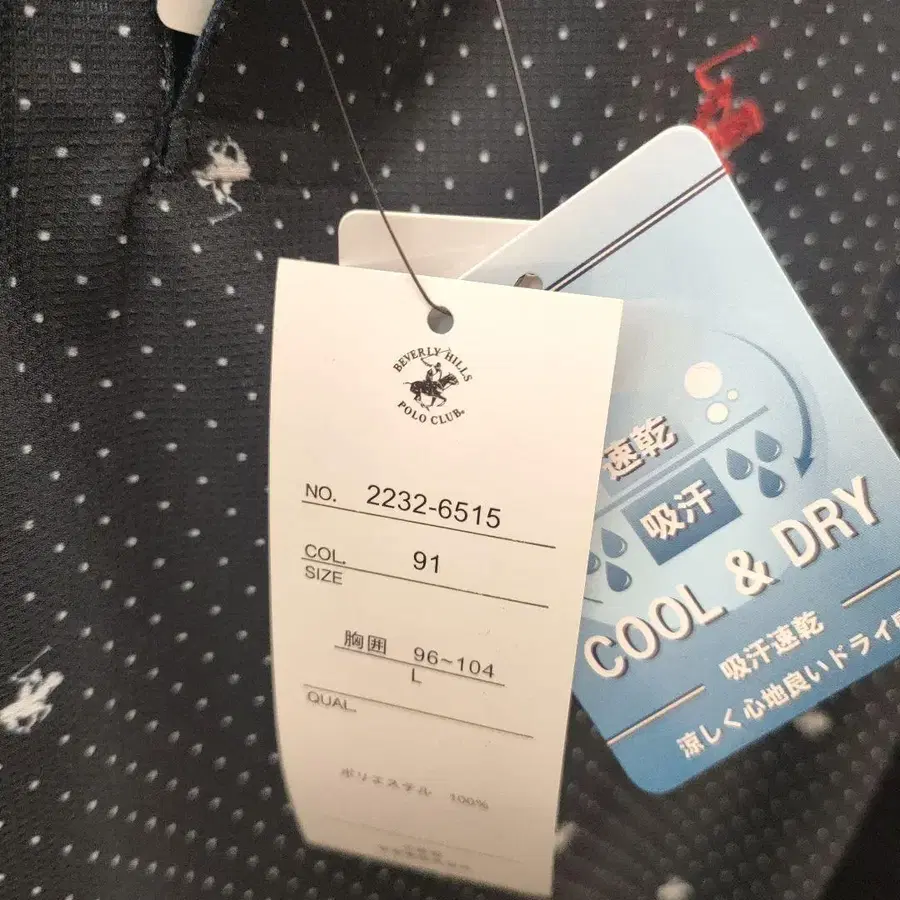 BEVERLY HILLS
POLO CLUB®
NO. 2232-6515
COL. 91
SIZE
胸囲 96~104
L
QUAL.
ポリエステル 100%
速乾
吸汗
COOL & DRY
吸汗速乾
涼しく心地良いドライ